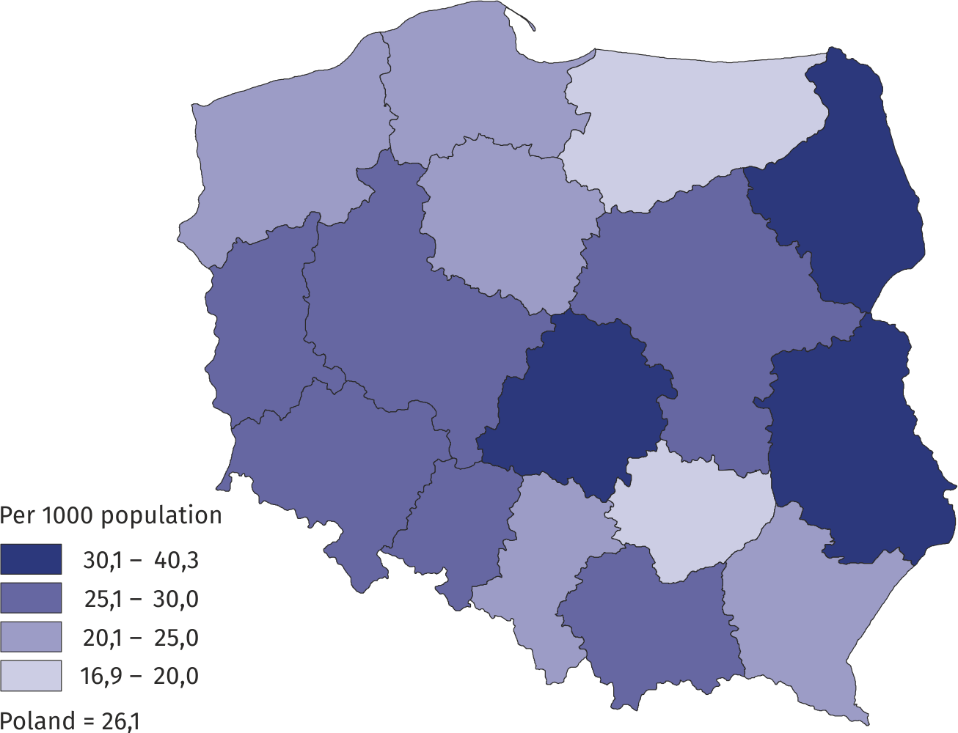 Per 1000 population
30,1 – 40,3
25,1 – 30,0
20,1 – 25,0
16,9 – 20,0
Poland = 26,1